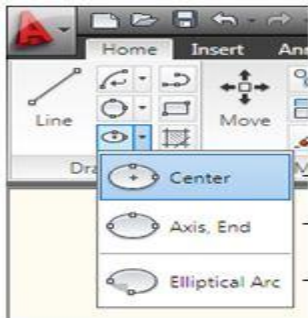 Home Insert
Line
Move
Center
Axis, End
Elliptical Arc